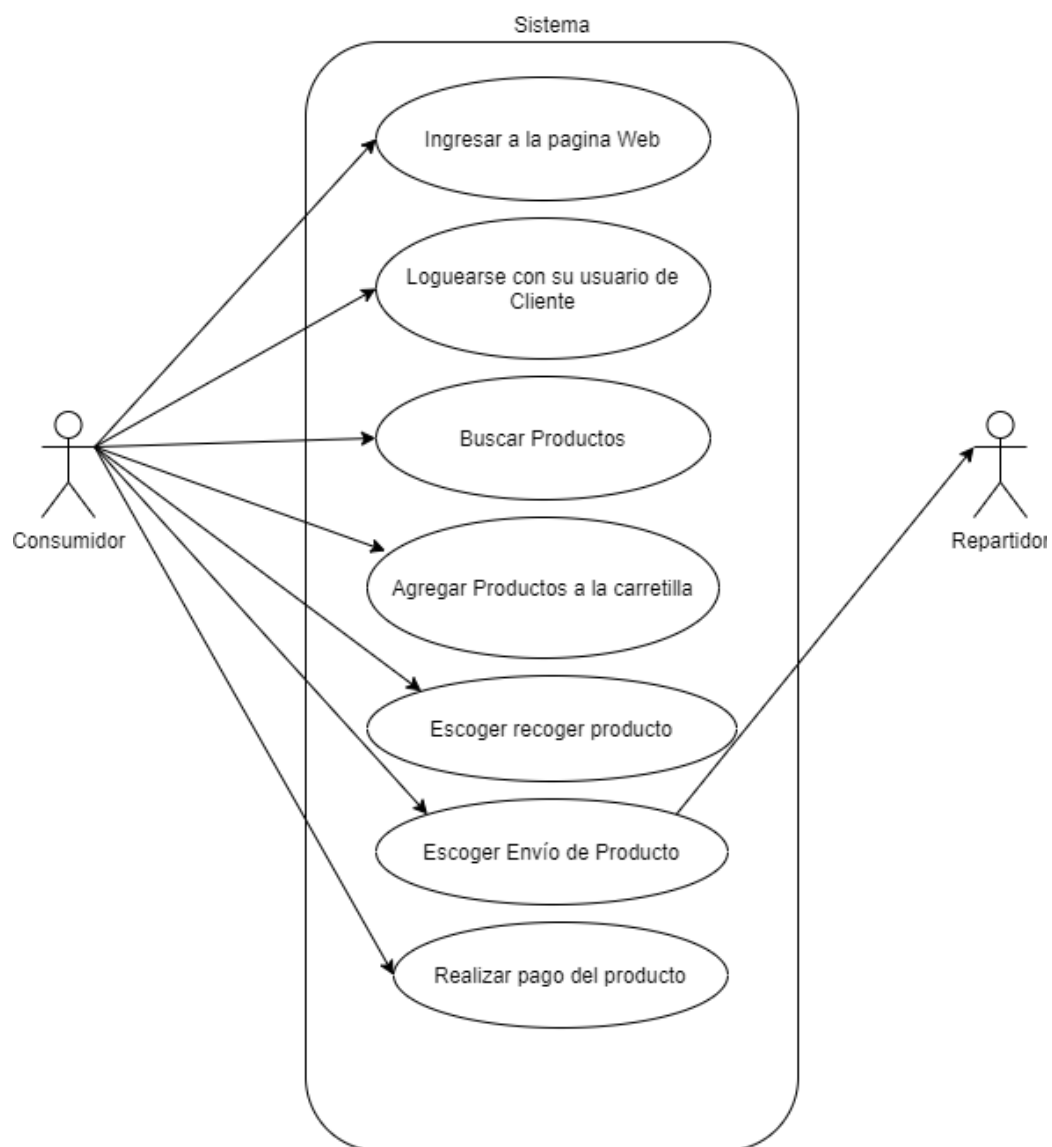 Sistema
Ingresar a la pagina Web
Loguearse con su usuario de
Cliente
Buscar Productos
Consumidor
Repartidor
Agregar Productos a la carretilla
Escoger recoger producto
Escoger Envío de Producto
Realizar pago del producto